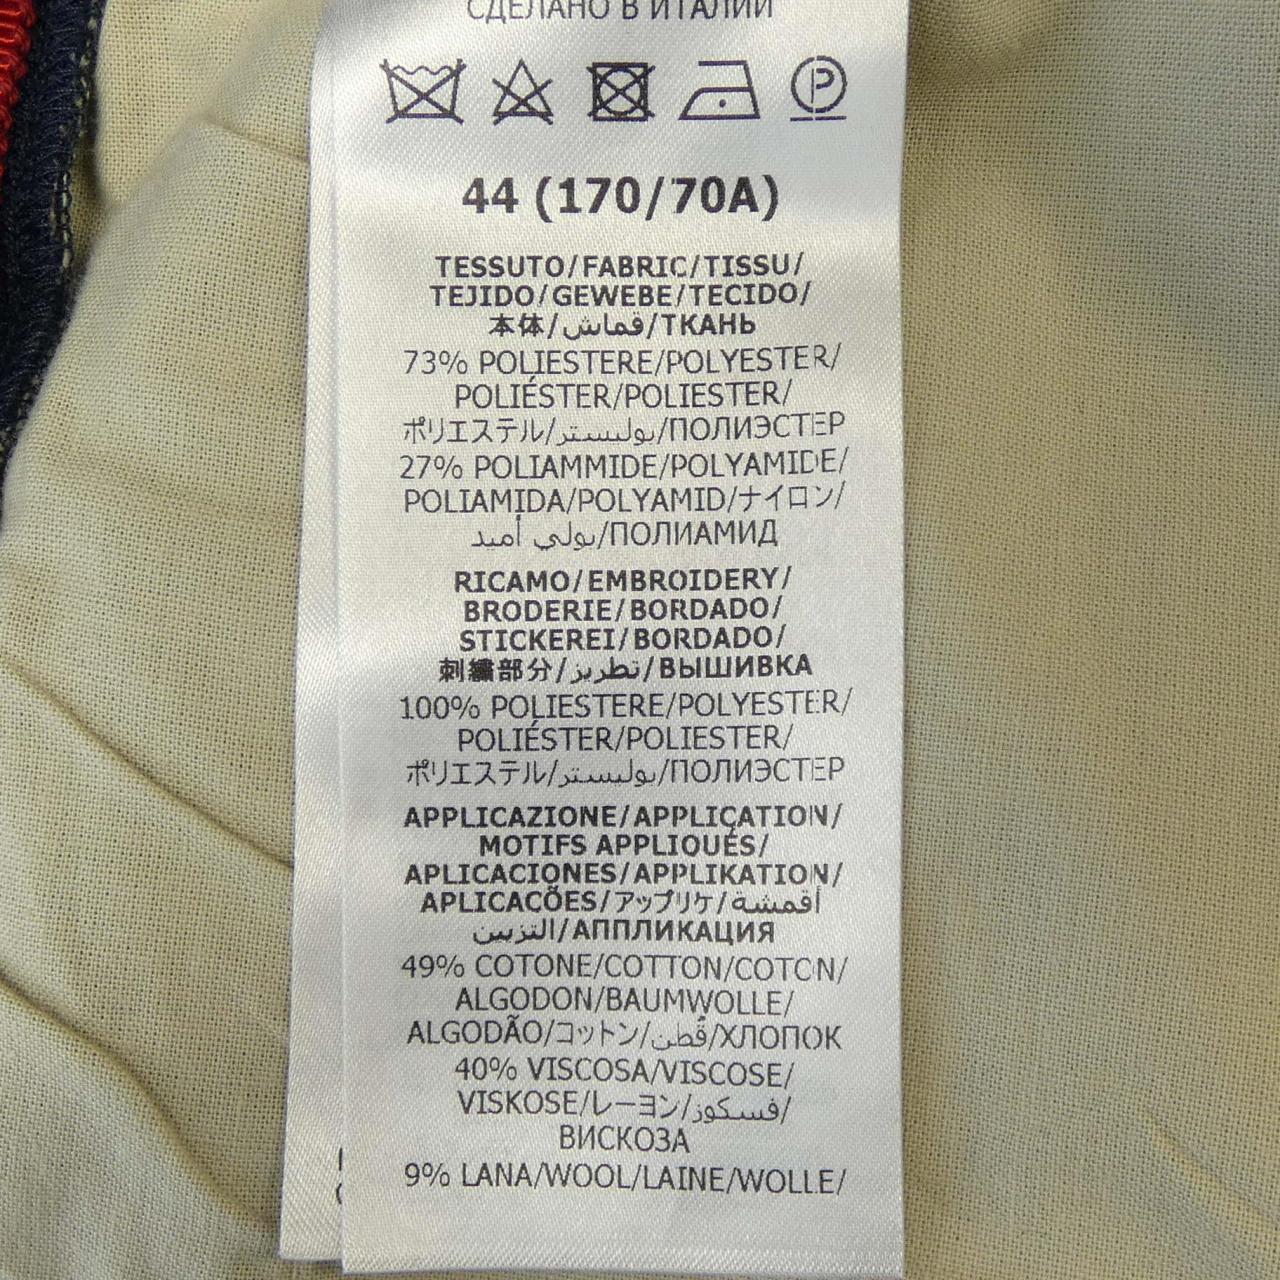 СДЕЛАНО В ИТАЛИИ
P
44 (170/70A)
TESSUTO/FABRIC/TISSU/
TEJIDO/GEWEBE/TECIDO/
本体/قماش/ТКАНЬ
73% POLIESTERE/POLYESTER/
POLIÉSTER/POLIESTER/
ポリエステル/بوليستر/ПОЛИЭСТЕР
27% POLIAMMIDE/POLYAMIDE/
POLIAMIDA/POLYAMID/ナイロン/
بولي أميد/ПОЛИАМИД
RICAMO/EMBROIDERY/
BRODERIE/BORDADO/
STICKEREI/BORDADO/
刺繍部分/تطريز/ВЫШИВКА
100% POLIESTERE/POLYESTER/
POLIÉSTER/POLIESTER/
ポリエステル/بوليستر/ПОЛИЭСТЕР
APPLICAZIONE/APPLICATION/
MOTIFS APPLIQUÉS/
APLICACIONES/APPLIKATION/
APLICACÕES/アップリケ/أقمشة
التزيين/АППЛИКАЦИЯ
49% COTONE/COTTON/COTON/
ALGODON/BAUMWOLLE/
ALGODÃO/コットン/قطن/ХЛОПОК
40% VISCOSA/VISCOSE/
VISKOSE/レーヨン/فسكوز/
ВИСКОЗА
9% LANA/WOOL/LAINE/WOLLE/